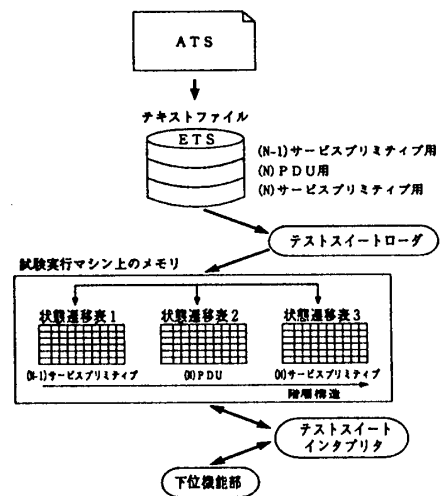 ATS
テキストファイル
ETS
(N-1)サービスプリミティブ用
(N)PDU用
(N)サービスプリミティブ用
テストスイートローダ
試験実行マシン上のメモリ
状態遷移表1
状態遷移表2
状態遷移表3
(N-1)サービスプリミティブ
(N)PDU
(N)サービスプリミティブ
階層構造
テストスイート
インタプリタ
下位機能部